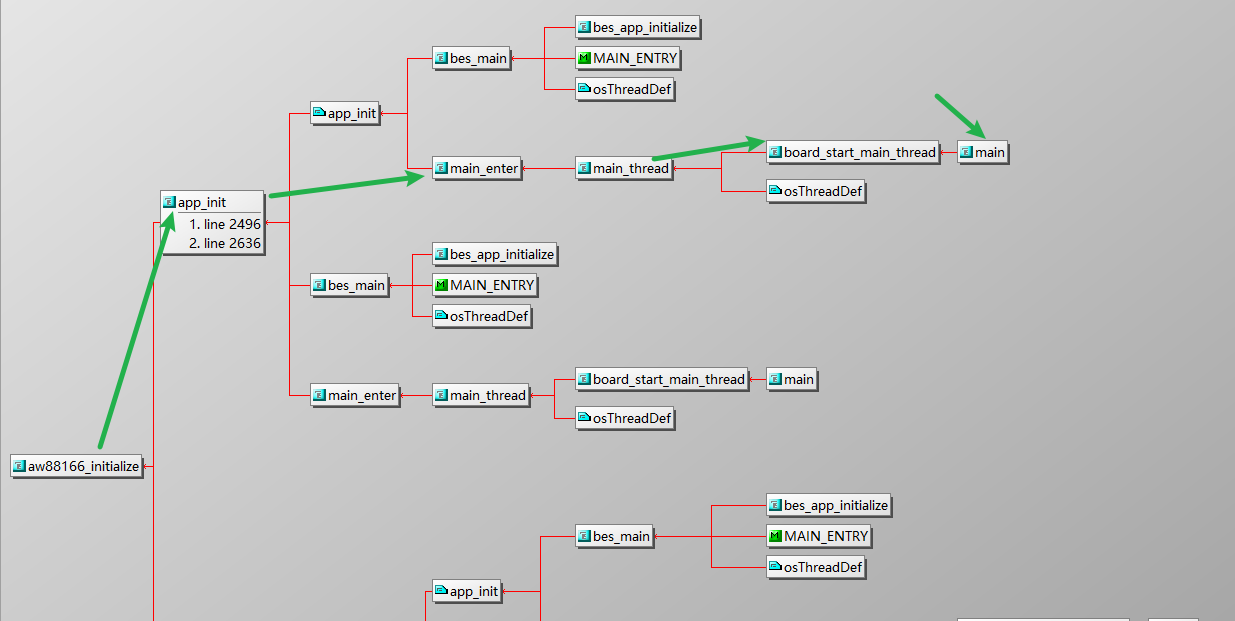 bes_app_initialize
bes_main
MAIN_ENTRY
osThreadDef
app_init
main_enter
main_thread
board_start_main_thread
main
osThreadDef
app_init
1. line 2496
2. line 2636
bes_app_initialize
bes_main
MAIN_ENTRY
osThreadDef
board_start_main_thread
main
main_enter
main_thread
osThreadDef
aw88166_initialize
bes_app_initialize
bes_main
MAIN_ENTRY
osThreadDef
app_init